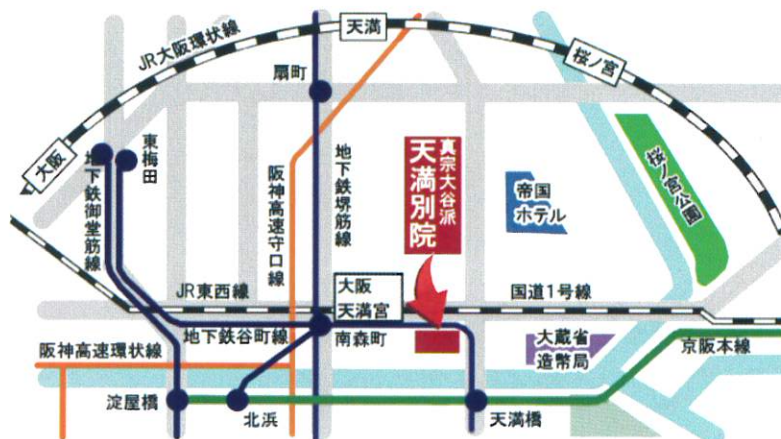 天満
JR大阪環状線
桜ノ宮
扇町
大阪
東梅田
地下鉄御堂筋線
阪神高速守口線
地下鉄堺筋線
真宗大谷派
天満別院
帝国
ホテル
桜ノ宮公園
JR東西線
大阪
天満宮
国道1号線
地下鉄谷町線
南森町
大蔵省
造幣局
京阪本線
阪神高速環状線
淀屋橋
北浜
天満橋